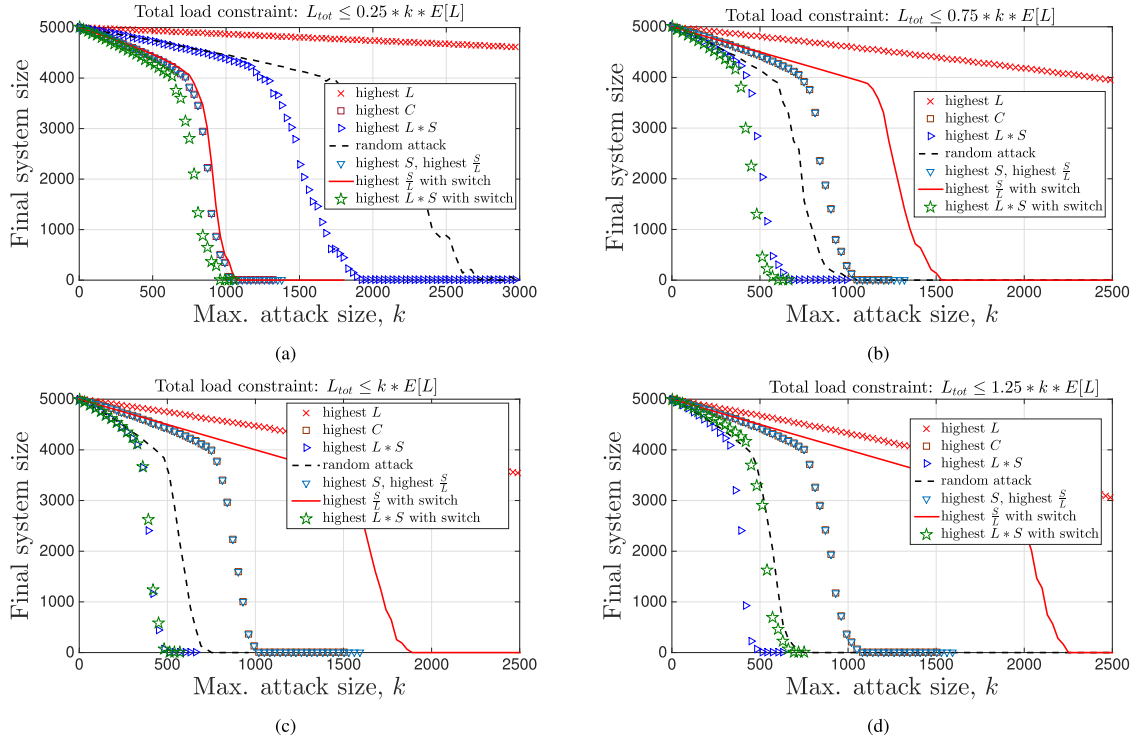 Total load constraint: L_tot ≤ 0.25 * k * E[L]
Final system size
5000
4000
3000
2000
1000
0
highest L
highest C
highest L * S
random attack
highest S, highest S/L
highest S/L with switch
highest L * S with switch
0 500 1000 1500 2000 2500 3000
Max. attack size, k
(a)
Total load constraint: L_tot ≤ 0.75 * k * E[L]
Final system size
5000
4000
3000
2000
1000
0
highest L
highest C
highest L * S
random attack
highest S, highest S/L
highest S/L with switch
highest L * S with switch
0 500 1000 1500 2000 2500
Max. attack size, k
(b)
Total load constraint: L_tot ≤ k * E[L]
Final system size
5000
4000
3000
2000
1000
0
highest L
highest C
highest L * S
random attack
highest S, highest S/L
highest S/L with switch
highest L * S with switch
0 500 1000 1500 2000 2500
Max. attack size, k
(c)
Total load constraint: L_tot ≤ 1.25 * k * E[L]
Final system size
5000
4000
3000
2000
1000
0
highest L
highest C
highest L * S
random attack
highest S, highest S/L
highest S/L with switch
highest L * S with switch
0 500 1000 1500 2000 2500
Max. attack size, k
(d)